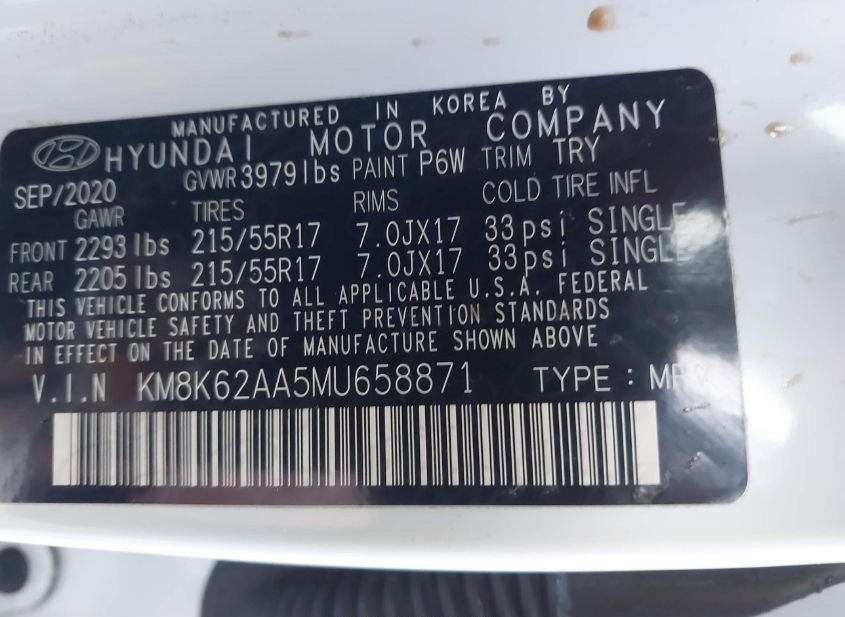 MANUFACTURED IN KOREA BY
HYUNDAI MOTOR COMPANY
SEP/2020 GVWR 3979lbs PAINT P6W TRIM TRY
GAWR TIRES RIMS COLD TIRE INFL
FRONT 2293 lbs 215/55R17 7.0JX17 33psi SINGLE
REAR 2205 lbs 215/55R17 7.0JX17 33psi SINGLE
THIS VEHICLE CONFORMS TO ALL APPLICABLE U.S.A. FEDERAL
MOTOR VEHICLE SAFETY AND THEFT PREVENTION STANDARDS
IN EFFECT ON THE DATE OF MANUFACTURE SHOWN ABOVE
V.I.N KM8K62AA5MU658871 TYPE :